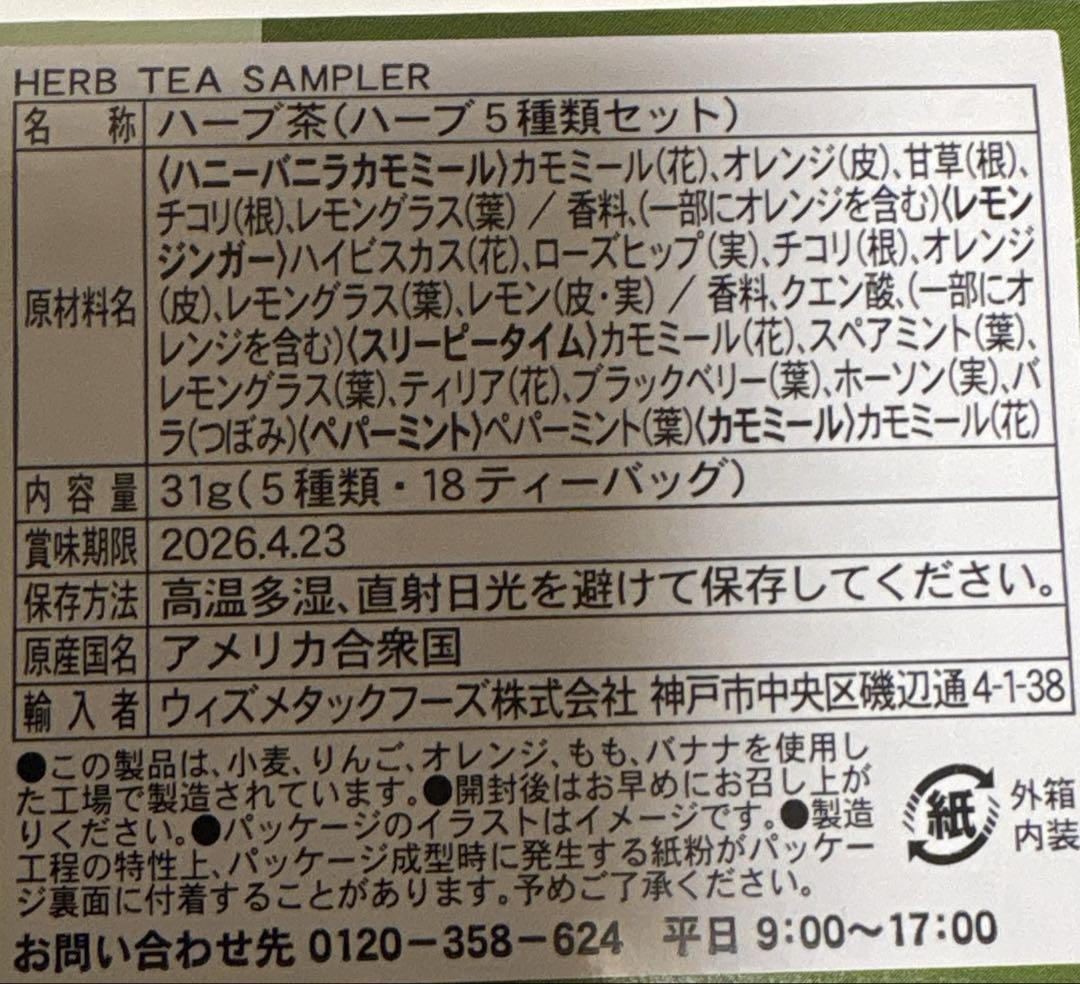 HERB TEA SAMPLER
名称 ハーブ茶(ハーブ5種類セット)
原材料名
〈ハニーバニラカモミール〉カモミール(花)、オレンジ(皮)、甘草(根)、
チコリ(根)、レモングラス(葉) / 香料、(一部にオレンジを含む)〈レモン
ジンガー〉ハイビスカス(花)、ローズヒップ(実)、チコリ(根)、オレンジ
(皮)、レモングラス(葉)、レモン(皮・実) / 香料、クエン酸、(一部にオ
レンジを含む)〈スリーピータイム〉カモミール(花)、スペアミント(葉)、
レモングラス(葉)、ティリア(花)、ブラックベリー(葉)、ホーソン(実)、バ
ラ(つぼみ)〈ペパーミント〉ペパーミント(葉)〈カモミール〉カモミール(花)
内容量 31g(5種類・18ティーバッグ)
賞味期限 2026.4.23
保存方法 高温多湿、直射日光を避けて保存してください。
原産国名 アメリカ合衆国
輸入者 ウィズメタックフーズ株式会社 神戸市中央区磯辺通4-1-38
●この製品は、小麦、りんご、オレンジ、もも、バナナを使用し
た工場で製造されています。●開封後はお早めにお召し上が
りください。●パッケージのイラストはイメージです。●製造
工程の特性上、パッケージ成型時に発生する紙粉がパッケー
ジ裏面に付着することがあります。予めご了承ください。
紙
外箱
内装
お問い合わせ先 0120-358-624 平日 9:00〜17:00